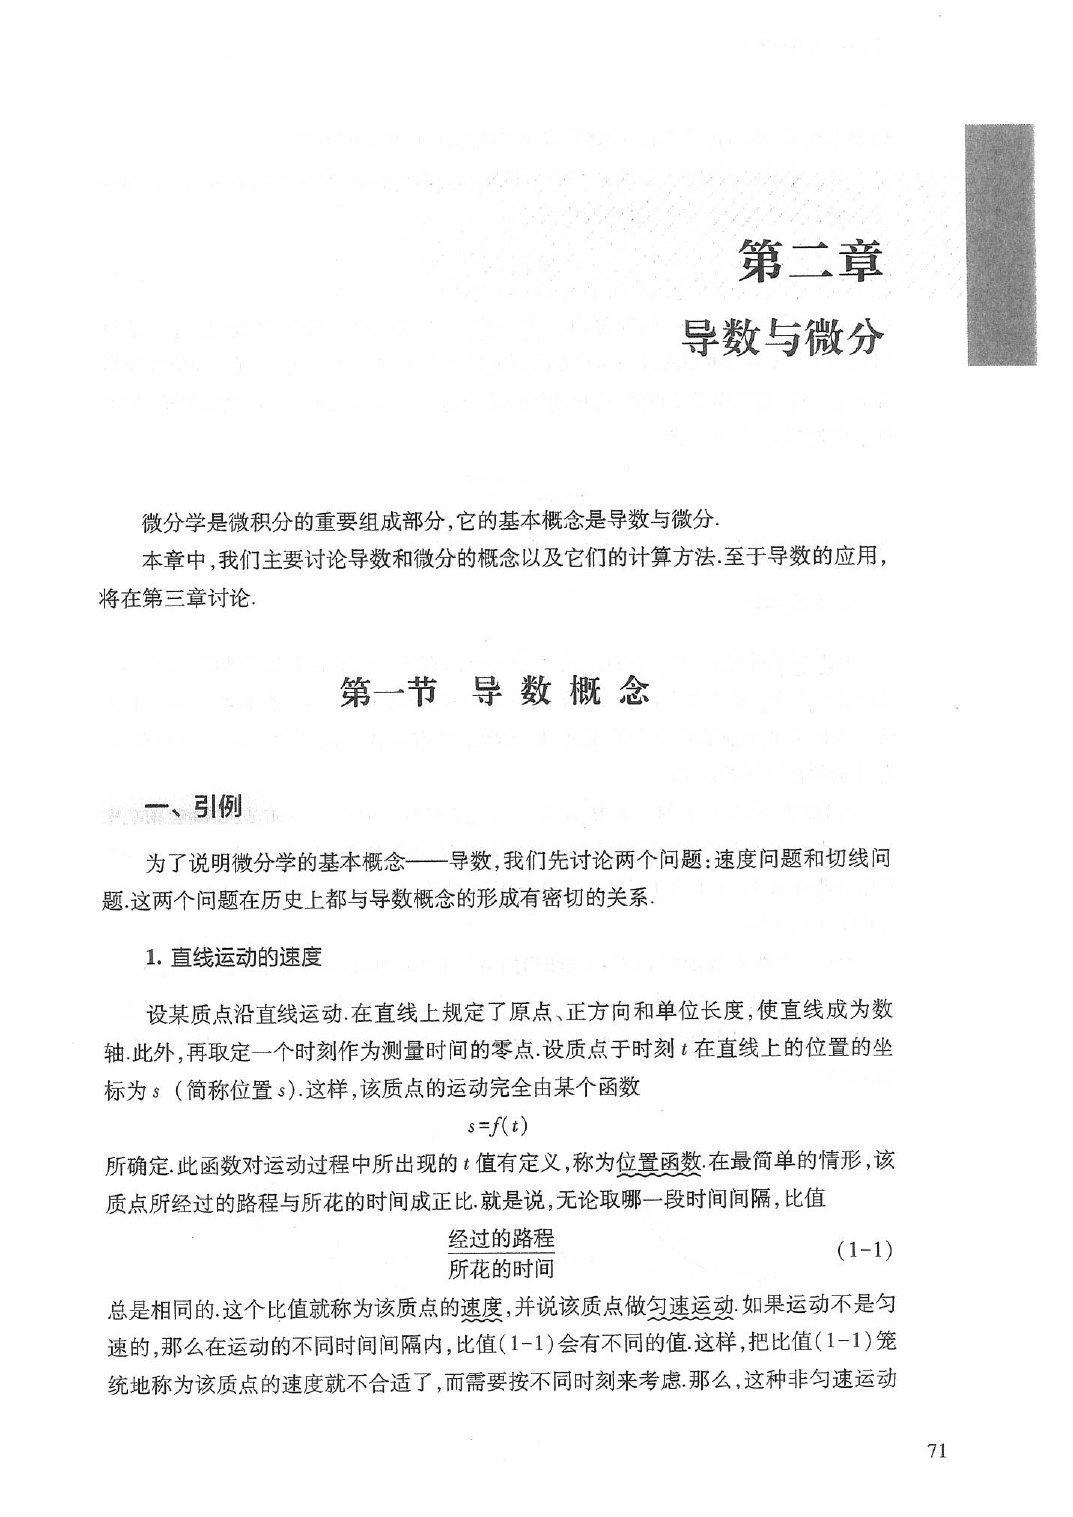 第二章
导数与微分
微分学是微积分的重要组成部分,它的基本概念是导数与微分.
本章中,我们主要讨论导数和微分的概念以及它们的计算方法.至于导数的应用,
将在第三章讨论.
第一节 导数概念
一、引例
为了说明微分学的基本概念——导数,我们先讨论两个问题:速度问题和切线问
题.这两个问题在历史上都与导数概念的形成有密切的关系.
1. 直线运动的速度
设某质点沿直线运动.在直线上规定了原点、正方向和单位长度,使直线成为数
轴.此外,再取定一个时刻作为测量时间的零点.设质点于时刻 t 在直线上的位置的坐
标为 s (简称位置 s).这样,该质点的运动完全由某个函数
s=f(t)
所确定.此函数对运动过程中所出现的 t 值有定义,称为位置函数.在最简单的情形,该
质点所经过的路程与所花的时间成正比.就是说,无论取哪一段时间间隔,比值
经过的路程
所花的时间
(1-1)
总是相同的.这个比值就称为该质点的速度,并说该质点做匀速运动.如果运动不是匀
速的,那么在运动的不同时间间隔内,比值(1-1)会有不同的值.这样,把比值(1-1)笼
统地称为该质点的速度就不合适了,而需要按不同时刻来考虑.那么,这种非匀速运动
71